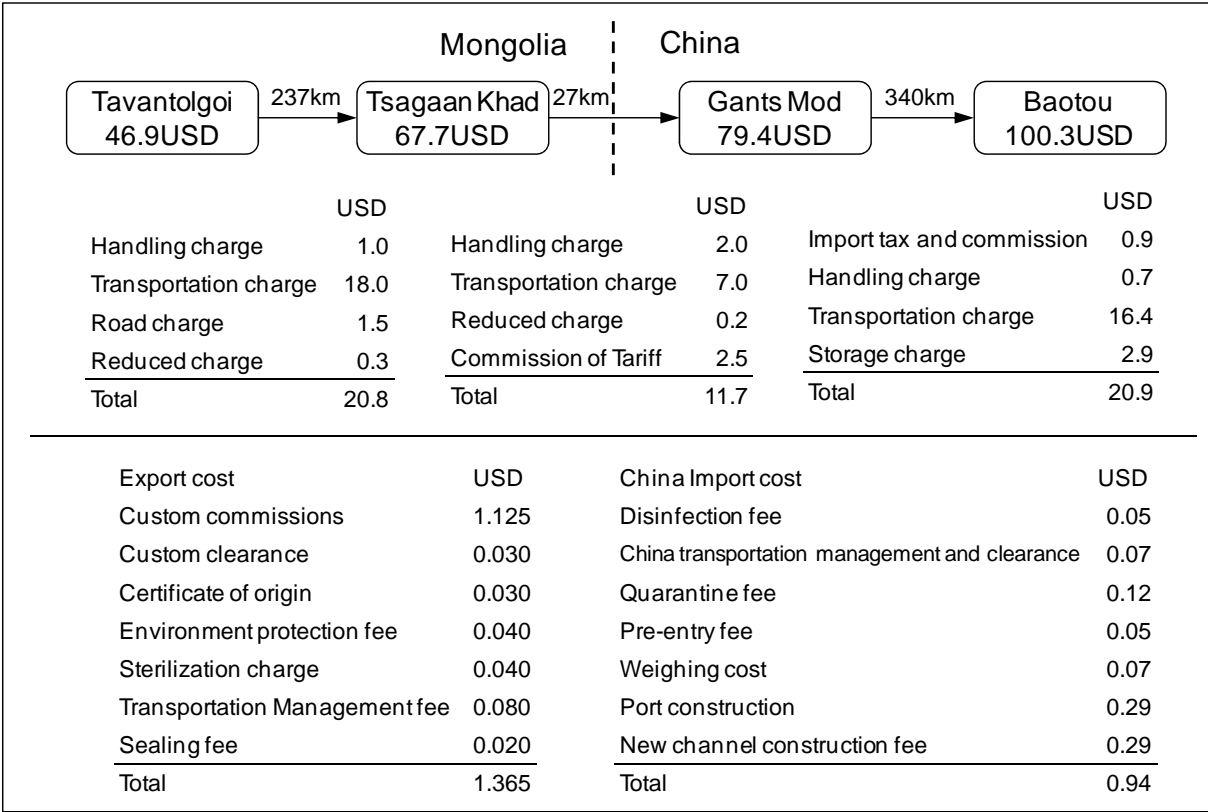 Mongolia China
Tavantolgoi 237km Tsagaan Khad 27km Gants Mod 340km Baotou
46.9USD 67.7USD 79.4USD 100.3USD
USD
Handling charge 1.0
Transportation charge 18.0
Road charge 1.5
Reduced charge 0.3
Total 20.8
USD
Handling charge 2.0
Transportation charge 7.0
Reduced charge 0.2
Commission of Tariff 2.5
Total 11.7
USD
Import tax and commission 0.9
Handling charge 0.7
Transportation charge 16.4
Storage charge 2.9
Total 20.9
Export cost USD
Custom commissions 1.125
Custom clearance 0.030
Certificate of origin 0.030
Environment protection fee 0.040
Sterilization charge 0.040
Transportation Management fee 0.080
Sealing fee 0.020
Total 1.365
China Import cost USD
Disinfection fee 0.05
China transportation management and clearance 0.07
Quarantine fee 0.12
Pre-entry fee 0.05
Weighing cost 0.07
Port construction 0.29
New channel construction fee 0.29
Total 0.94